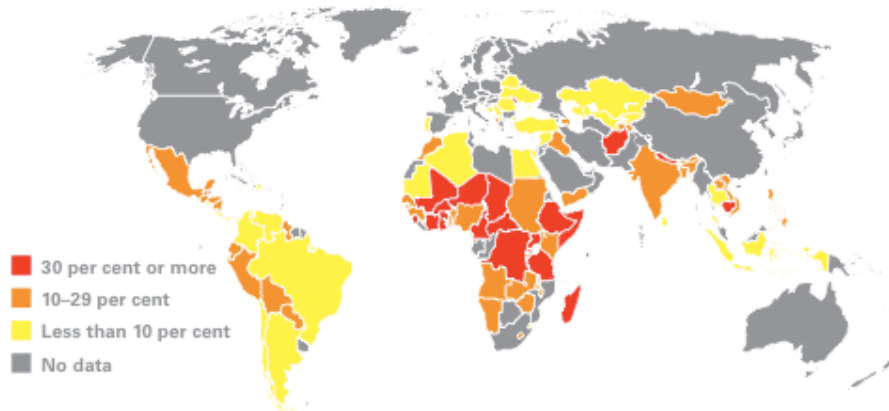 30 per cent or more
10–29 per cent
Less than 10 per cent
No data